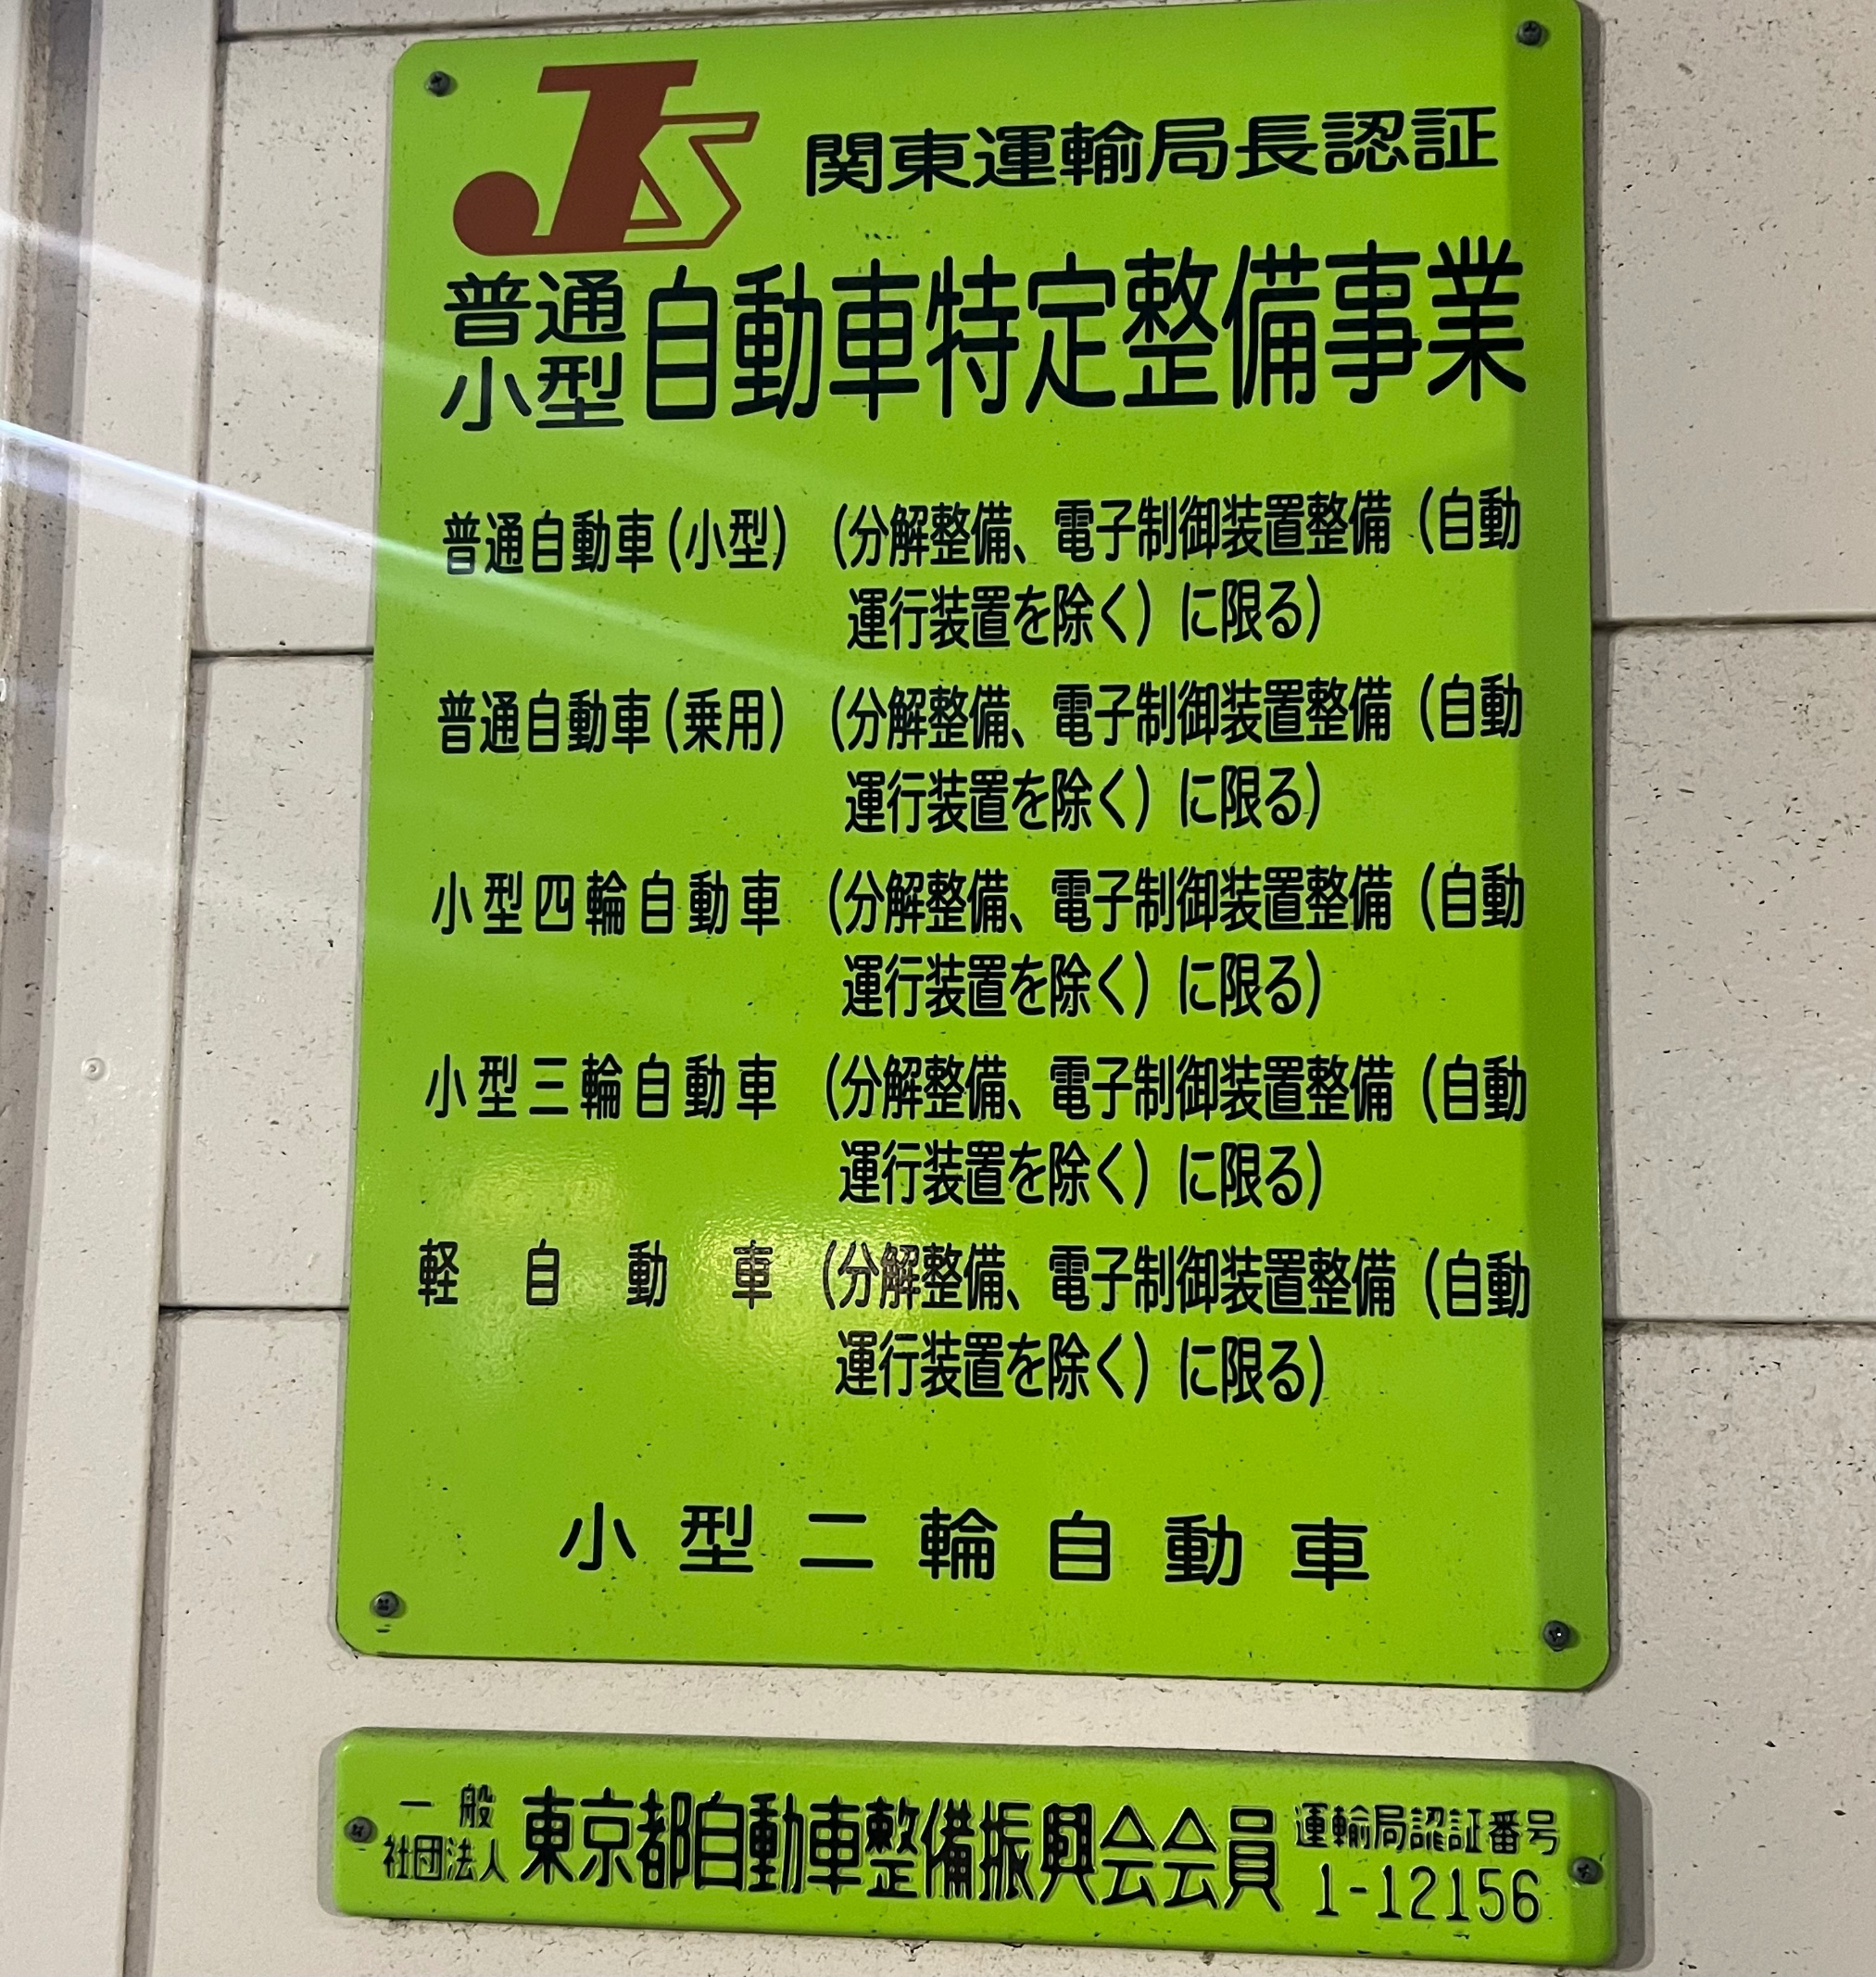 JS 関東運輸局長認証
普通
小型 自動車特定整備事業
普通自動車(小型) (分解整備、電子制御装置整備(自動
運行装置を除く)に限る)
普通自動車(乗用) (分解整備、電子制御装置整備(自動
運行装置を除く)に限る)
小型四輪自動車 (分解整備、電子制御装置整備(自動
運行装置を除く)に限る)
小型三輪自動車 (分解整備、電子制御装置整備(自動
運行装置を除く)に限る)
軽自動車 (分解整備、電子制御装置整備(自動
運行装置を除く)に限る)
小型二輪自動車
一般
社団法人 東京都自動車整備振興会会員 運輸局認証番号
1-12156